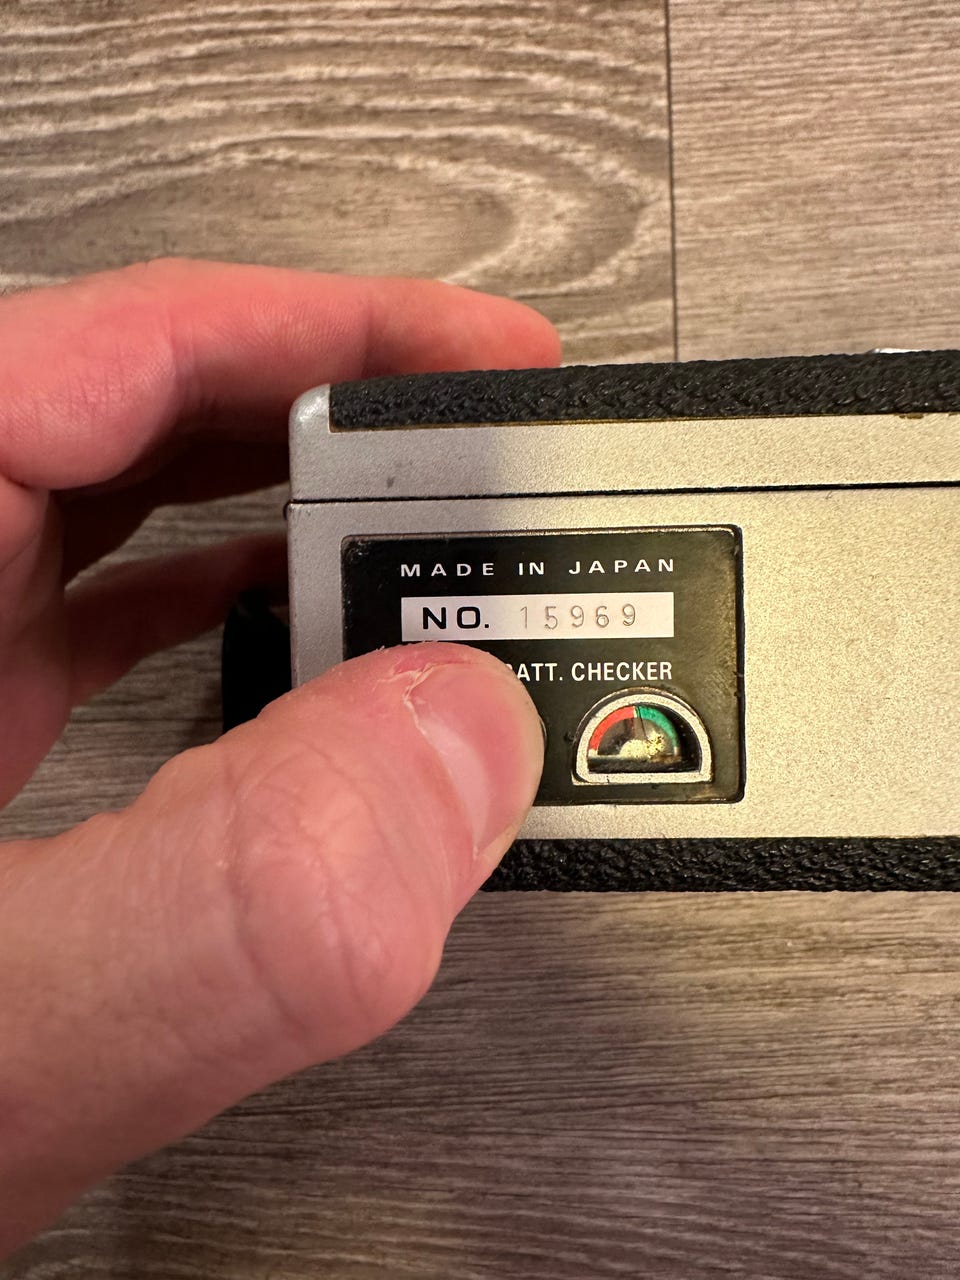 MADE IN JAPAN
NO. 15969
ATT. CHECKER